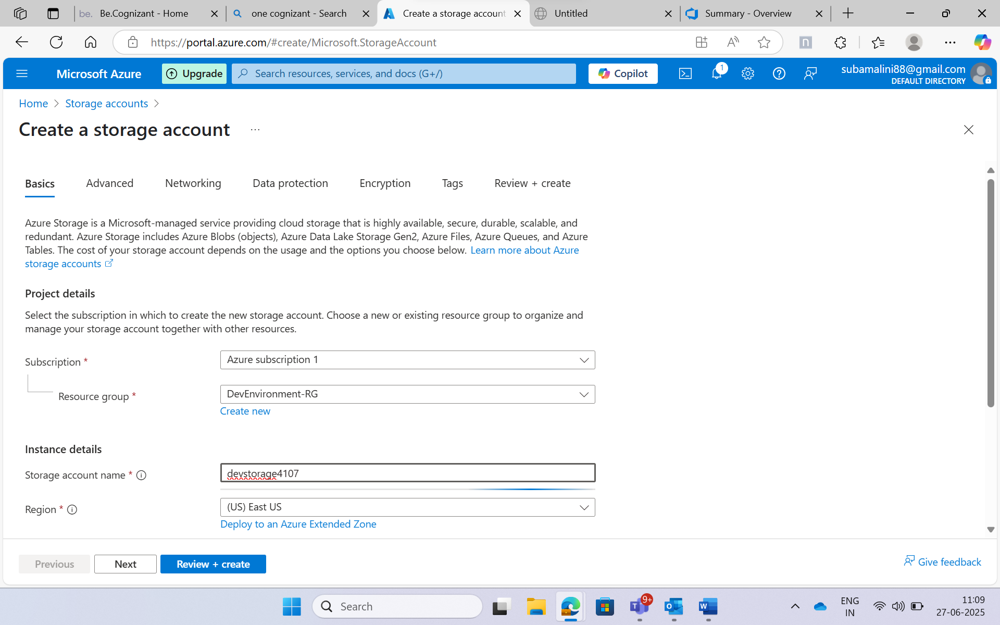 be. Be.Cognizant - Home
one cognizant - Search
Create a storage account
Untitled
Summary - Overview
https://portal.azure.com/#create/Microsoft.StorageAccount
n
Microsoft Azure
Upgrade
Search resources, services, and docs (G+/)
Copilot
1
subamalini88@gmail.com
DEFAULT DIRECTORY
Home > Storage accounts >
Create a storage account ...
Basics
Advanced
Networking
Data protection
Encryption
Tags
Review + create
Azure Storage is a Microsoft-managed service providing cloud storage that is highly available, secure, durable, scalable, and
redundant. Azure Storage includes Azure Blobs (objects), Azure Data Lake Storage Gen2, Azure Files, Azure Queues, and Azure
Tables. The cost of your storage account depends on the usage and the options you choose below. Learn more about Azure
storage accounts
Project details
Select the subscription in which to create the new storage account. Choose a new or existing resource group to organize and
manage your storage account together with other resources.
Subscription *
Azure subscription 1
Resource group *
DevEnvironment-RG
Create new
Instance details
Storage account name *
devstorage4107
Region *
(US) East US
Deploy to an Azure Extended Zone
Previous
Next
Review + create
Give feedback
Search
9+
ENG
IN
11:09
27-06-2025